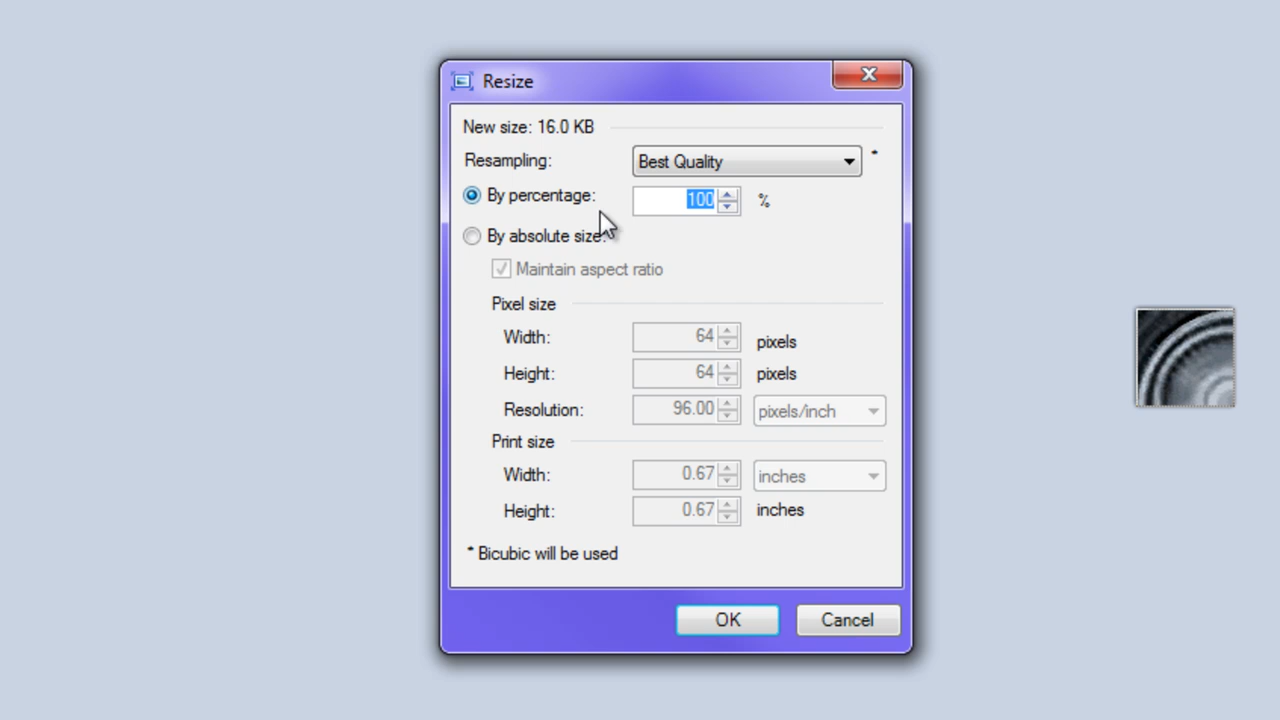 Resize
New size: 16.0 KB
Resampling: Best Quality *
By percentage: 100 %
By absolute size:
Maintain aspect ratio
Pixel size
Width: 64 pixels
Height: 64 pixels
Resolution: 96.00 pixels/inch
Print size
Width: 0.67 inches
Height: 0.67 inches
* Bicubic will be used
OK Cancel